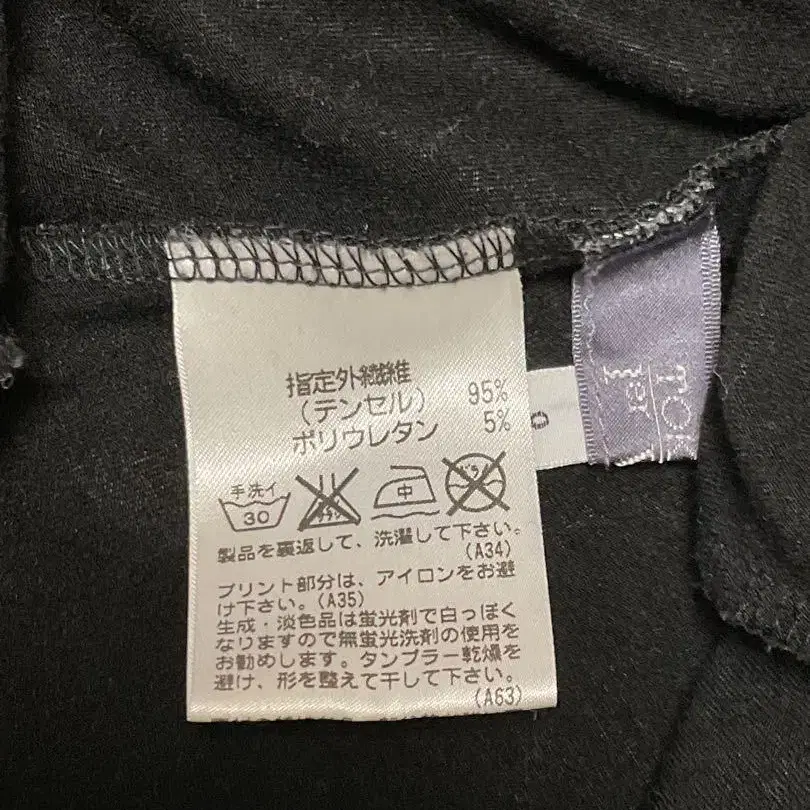 指定外繊維
(テンセル) 95%
ポリウレタン 5%
手洗イ
30
中
ドライ
製品を裏返して、洗濯して下さい。
(A34)
プリント部分は、アイロンをお避
け下さい。(A35)
生成・淡色品は蛍光剤で白っぽく
なりますので無蛍光洗剤の使用を
お勧めします。タンブラー乾燥を
避け、形を整えて干して下さい。
(A63)
0